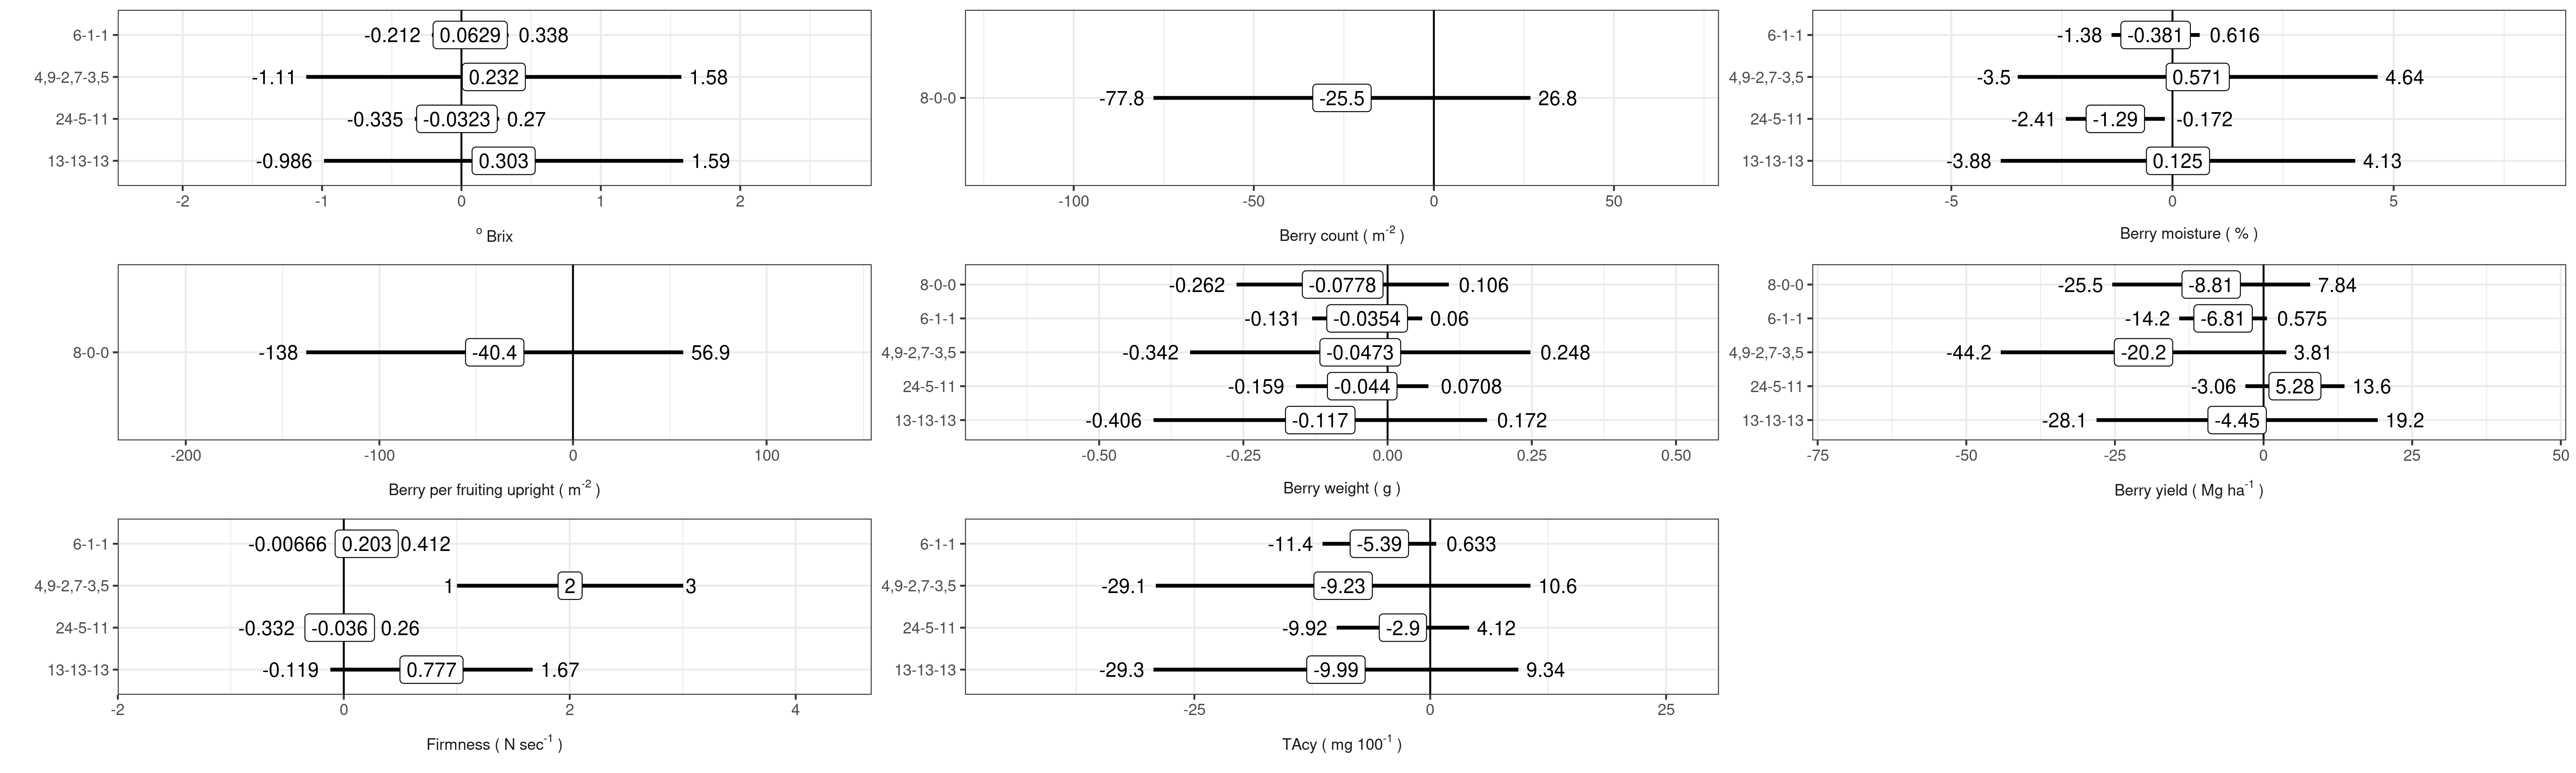 6-1-1 -0.212 0.0629 0.338
4,9-2,7-3,5 -1.11 0.232 1.58
24-5-11 -0.335 -0.0323 0.27
13-13-13 -0.986 0.303 1.59
-2 -1 0 1 2
o Brix
8-0-0 -77.8 -25.5 26.8
-100 -50 0 50
Berry count ( m-2 )
6-1-1 -1.38 -0.381 0.616
4,9-2,7-3,5 -3.5 0.571 4.64
24-5-11 -2.41 -1.29 -0.172
13-13-13 -3.88 0.125 4.13
-5 0 5
Berry moisture ( % )
8-0-0 -138 -40.4 56.9
-200 -100 0 100
Berry per fruiting upright ( m-2 )
8-0-0 -0.262 -0.0778 0.106
6-1-1 -0.131 -0.0354 0.06
4,9-2,7-3,5 -0.342 -0.0473 0.248
24-5-11 -0.159 -0.044 0.0708
13-13-13 -0.406 -0.117 0.172
-0.50 -0.25 0.00 0.25 0.50
Berry weight ( g )
8-0-0 -25.5 -8.81 7.84
6-1-1 -14.2 -6.81 0.575
4,9-2,7-3,5 -44.2 -20.2 3.81
24-5-11 -3.06 5.28 13.6
13-13-13 -28.1 -4.45 19.2
-75 -50 -25 0 25 50
Berry yield ( Mg ha-1 )
6-1-1 -0.00666 0.203 0.412
4,9-2,7-3,5 1 2 3
24-5-11 -0.332 -0.036 0.26
13-13-13 -0.119 0.777 1.67
-2 0 2 4
Firmness ( N sec-1 )
6-1-1 -11.4 -5.39 0.633
4,9-2,7-3,5 -29.1 -9.23 10.6
24-5-11 -9.92 -2.9 4.12
13-13-13 -29.3 -9.99 9.34
-25 0 25
TAcy ( mg 100-1 )